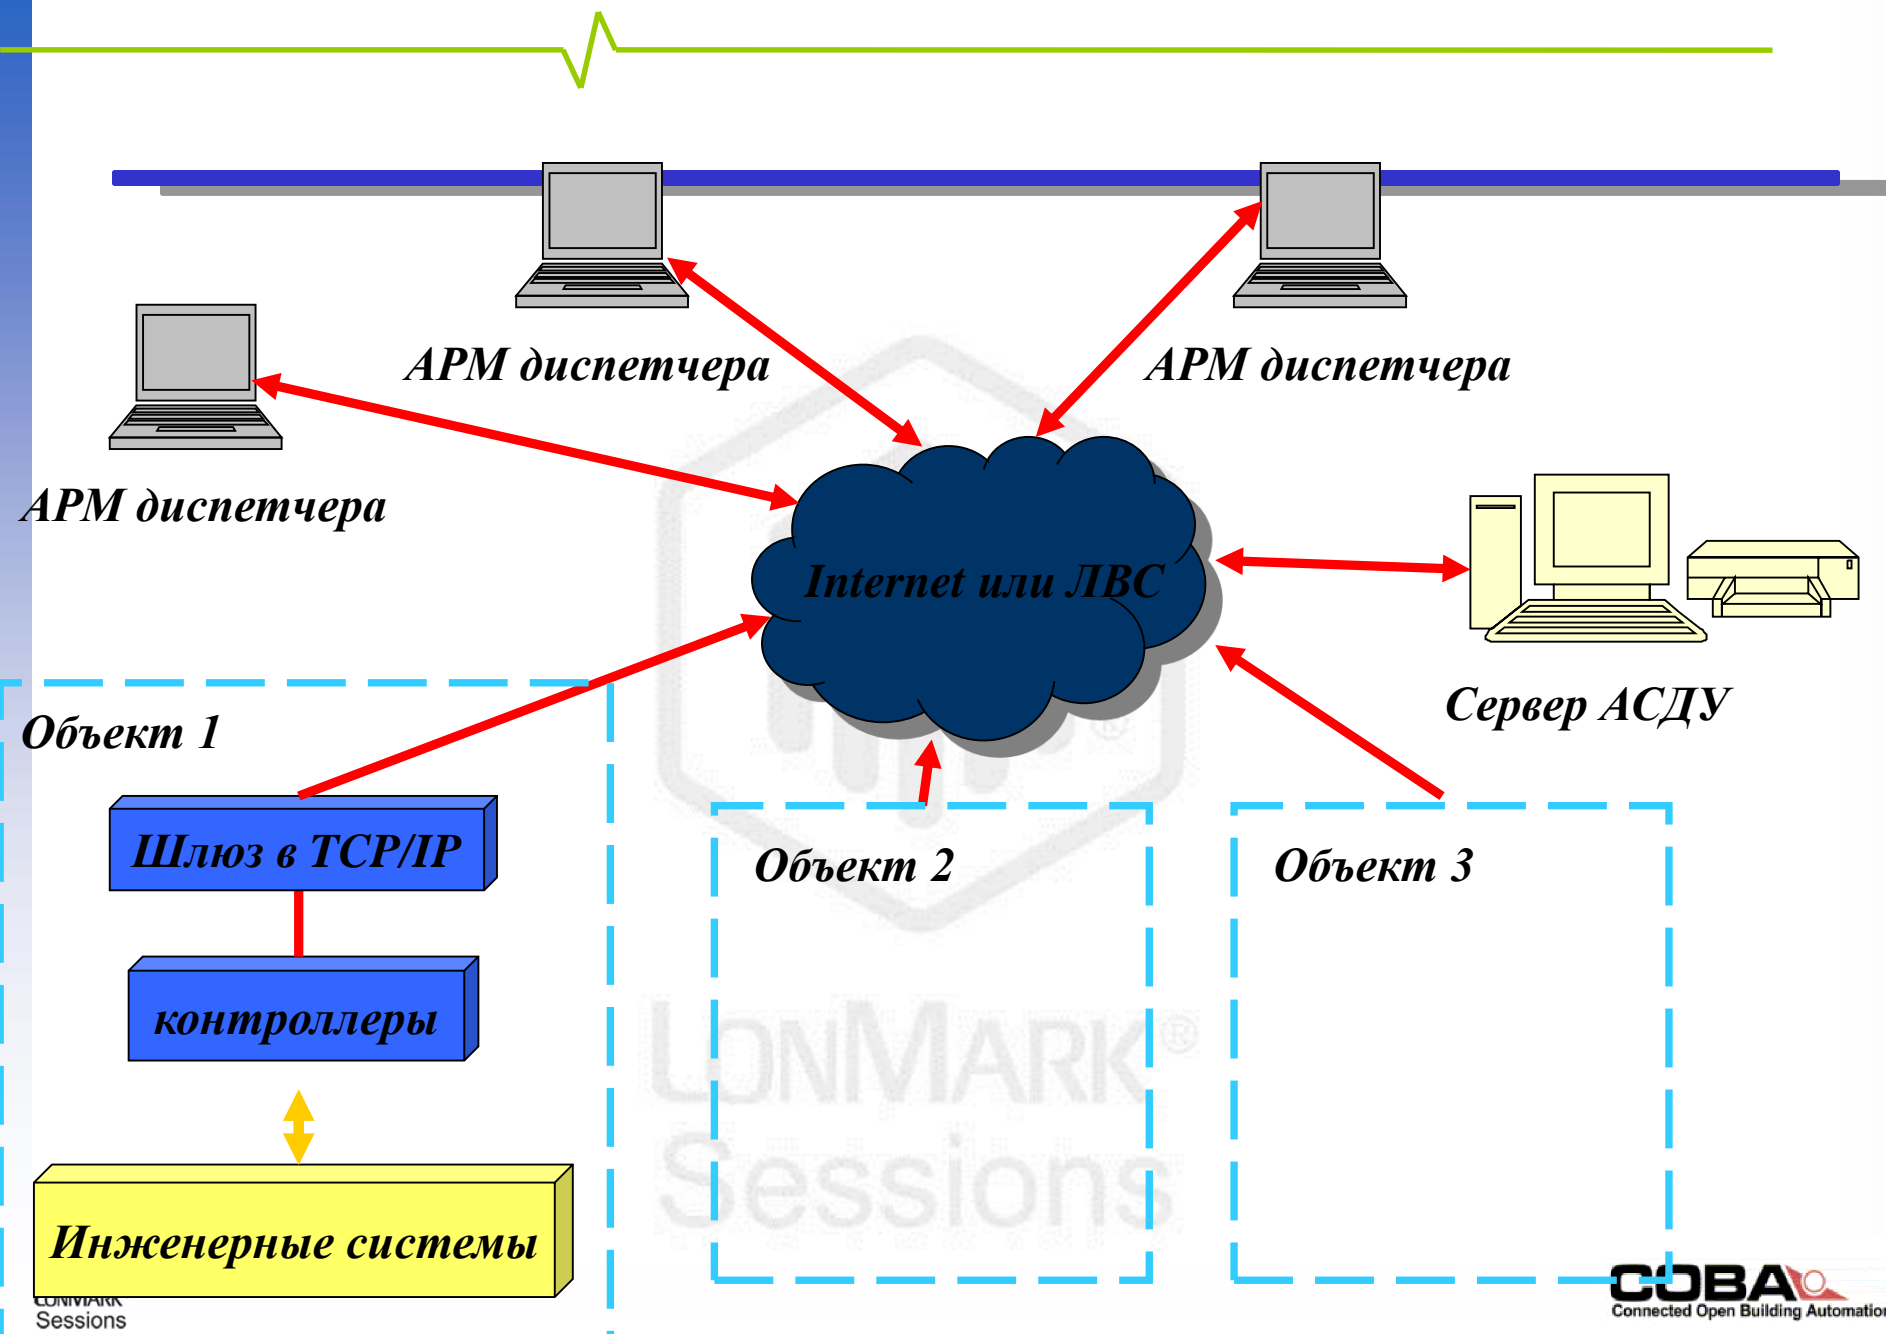 АРМ диспетчера
АРМ диспетчера
АРМ диспетчера
Internet или ЛВС
Сервер АСДУ
Объект 1
Шлюз в TCP/IP
контроллеры
Инженерные системы
Объект 2
Объект 3
®
LONMARK®
Sessions
LONMARK
Sessions
COBA
Connected Open Building Automation